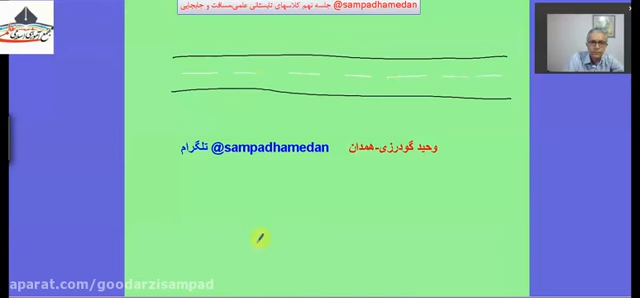 @sampadhamedan جلسه نهم کلاسهای تابستانی علمی،مسافت و جابجایی
وحید گودرزی-همدان @sampadhamedan تلگرام
aparat.com/goodarzisampad